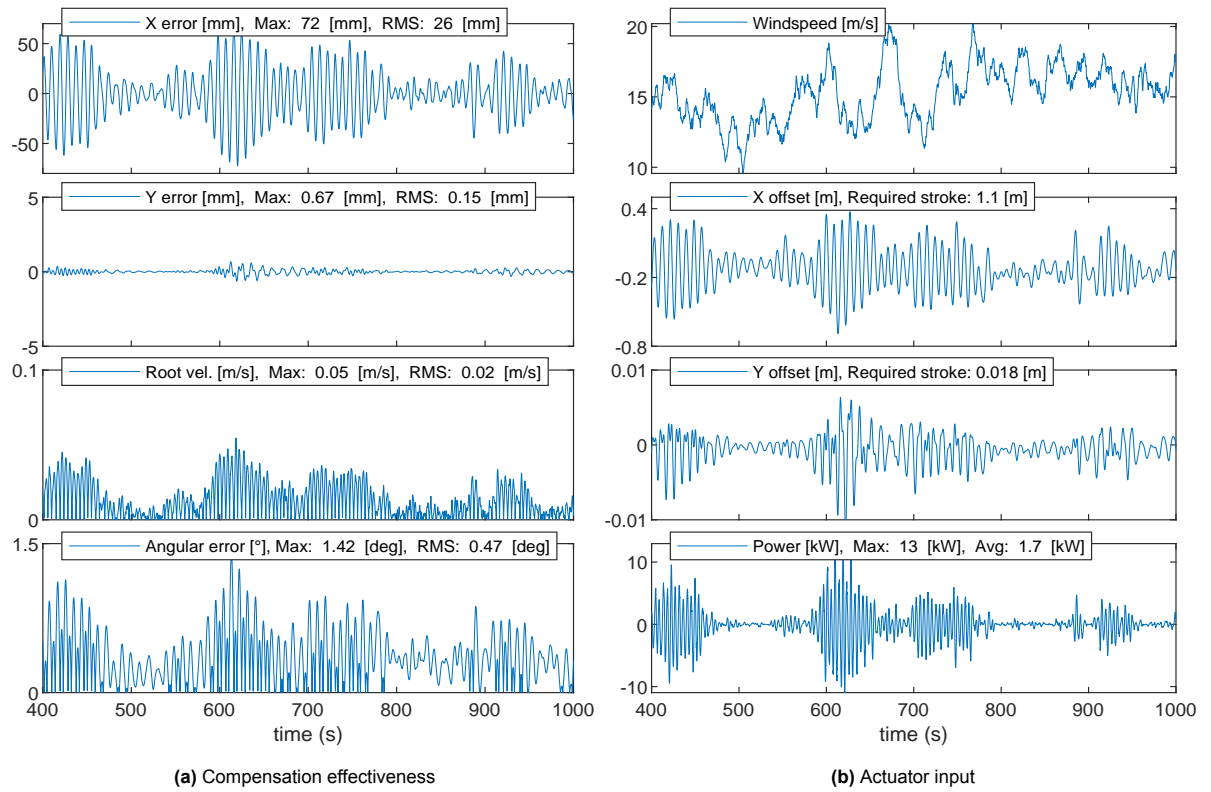 X error [mm], Max: 72 [mm], RMS: 26 [mm]
50
0
-50
Y error [mm], Max: 0.67 [mm], RMS: 0.15 [mm]
5
0
-5
Root vel. [m/s], Max: 0.05 [m/s], RMS: 0.02 [m/s]
0.1
0
Angular error [°], Max: 1.42 [deg], RMS: 0.47 [deg]
1.5
0
400 500 600 700 800 900 1000
time (s)
(a) Compensation effectiveness
Windspeed [m/s]
20
15
10
X offset [m], Required stroke: 1.1 [m]
0.4
-0.2
-0.8
Y offset [m], Required stroke: 0.018 [m]
0.01
0
-0.01
Power [kW], Max: 13 [kW], Avg: 1.7 [kW]
10
0
-10
400 500 600 700 800 900 1000
time (s)
(b) Actuator input